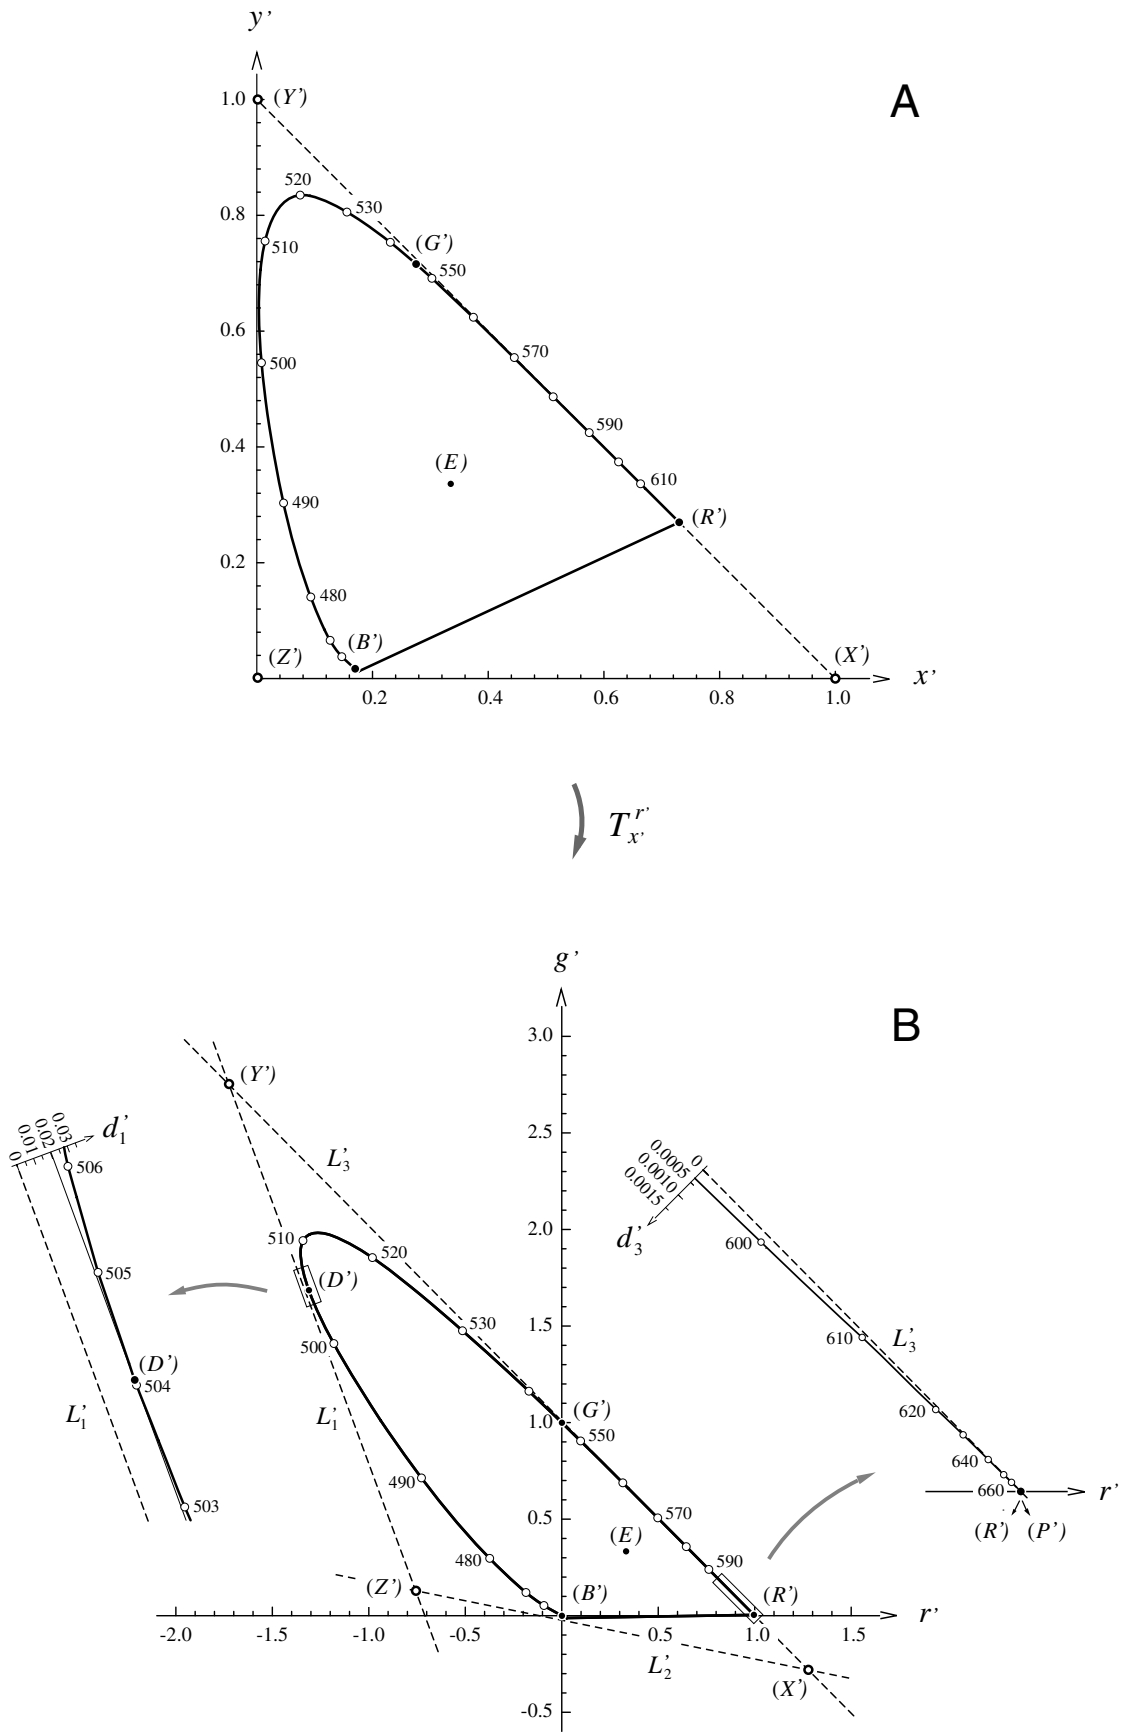 y'
A
1.0 (Y')
520
530
0.8
510
(G')
550
0.6
500
570
590
0.4
(E)
610
490
(R')
0.2
480
(B')
(Z')
(X')
x'
0.2 0.4 0.6 0.8 1.0
T r' x'
g'
B
3.0
(Y')
2.5
0 0.01 0.02 0.03 d'1
506
L'3
0 0.0005 0.0010 0.0015
d'3
2.0
510
520
600
505
(D')
1.5
530
610
L'3
500
(D')
504
L'1
L'1
1.0 (G')
550
620
490
640
503
0.5
570
660
r'
(R') (P')
480
(E)
590
(Z')
(B')
(R')
r'
-2.0 -1.5 -1.0 -0.5 0.5 1.0 1.5
L'2
(X')
-0.5